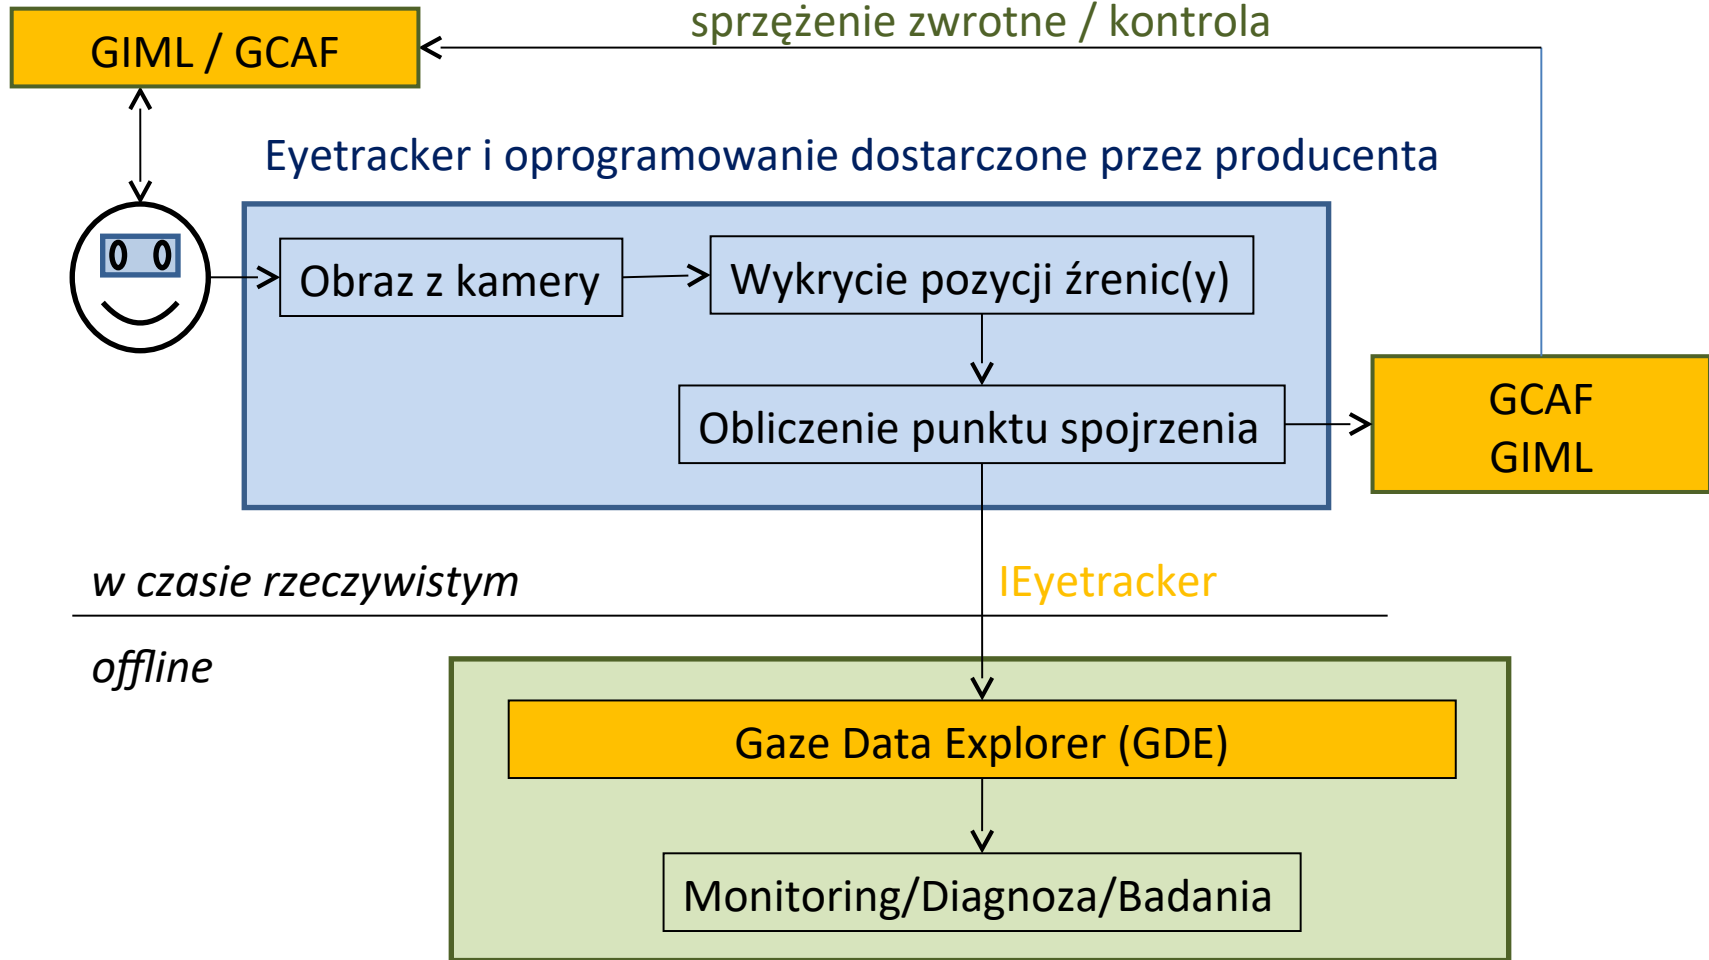 sprzężenie zwrotne / kontrola
GIML / GCAF
Eyetracker i oprogramowanie dostarczone przez producenta
Obraz z kamery
Wykrycie pozycji źrenic(y)
Obliczenie punktu spojrzenia
GCAF
GIML
w czasie rzeczywistym
IEyetracker
offline
Gaze Data Explorer (GDE)
Monitoring/Diagnoza/Badania